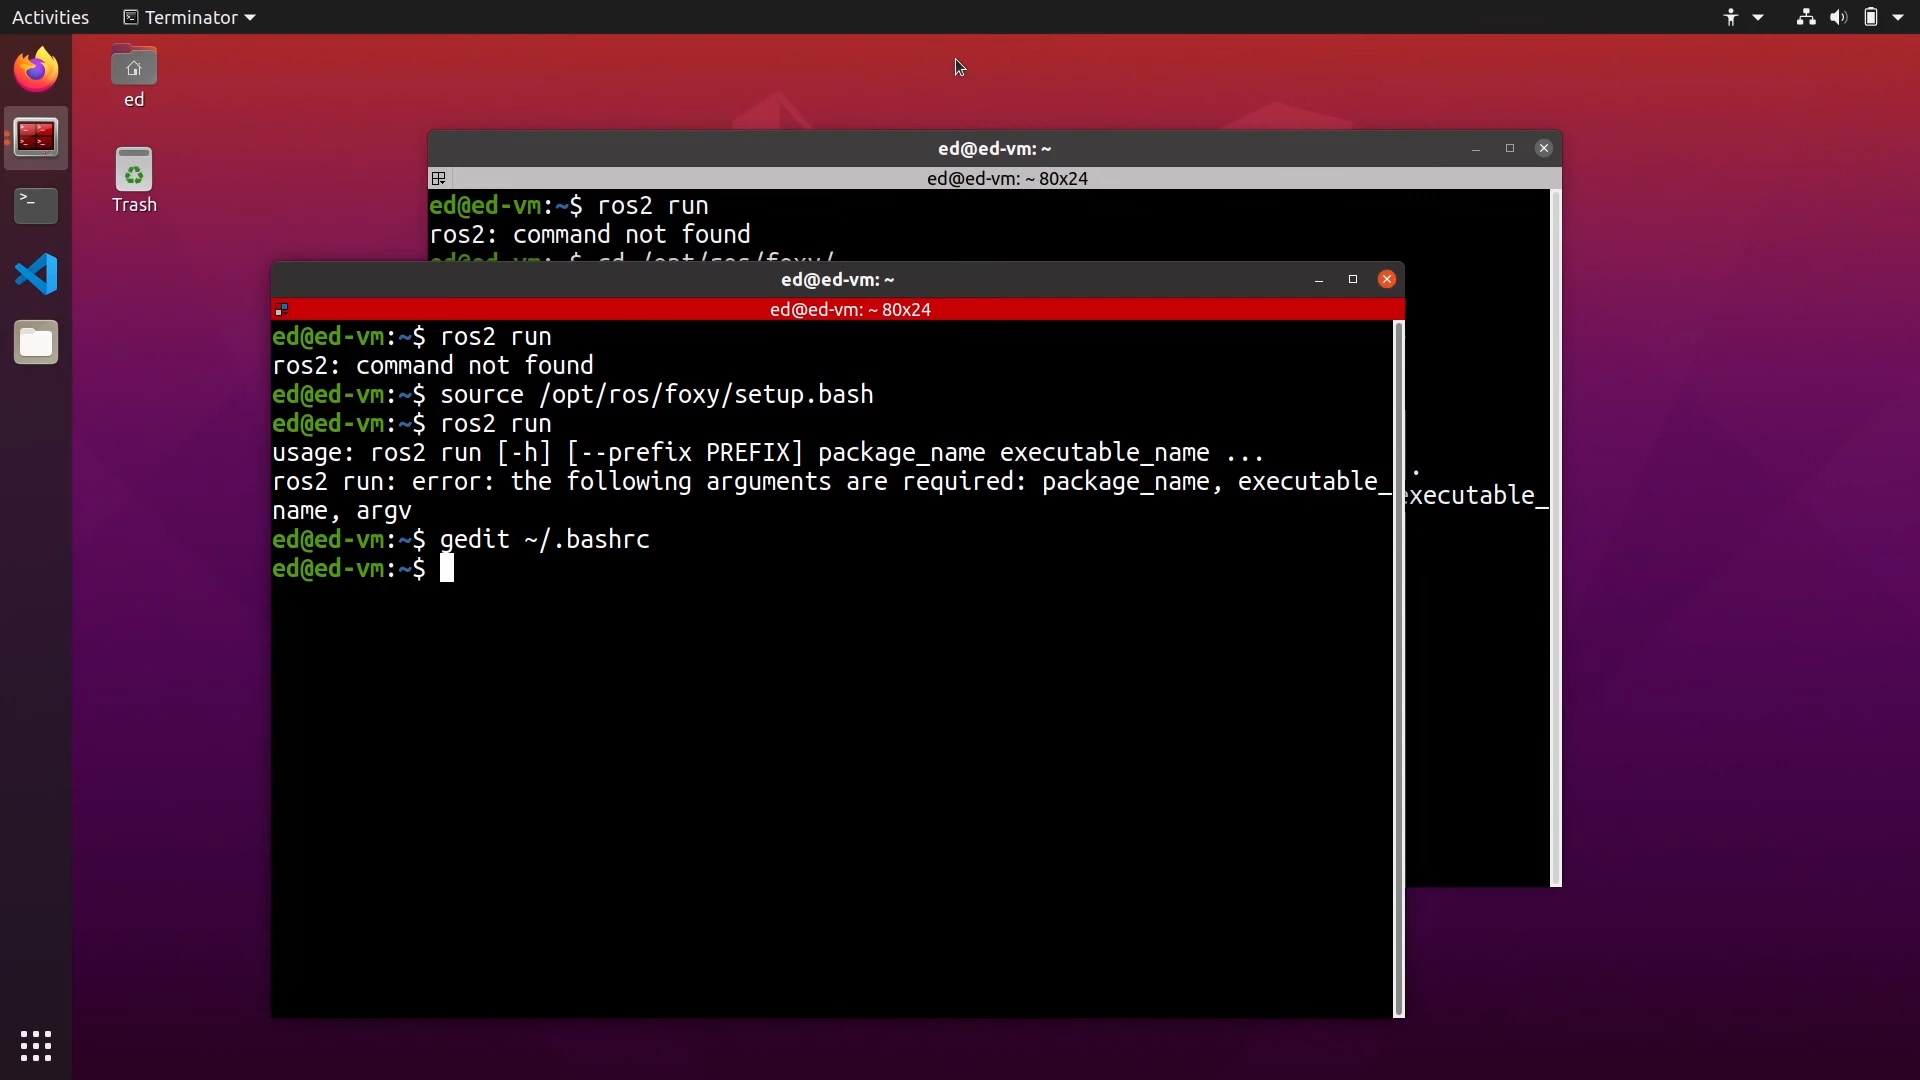 Activities
Terminator
ed
Trash
ed@ed-vm: ~
ed@ed-vm: ~ 80x24
ed@ed-vm:~$ ros2 run
ros2: command not found
ed@ed-vm:~$ cd /opt/ros/foxy/
ed@ed-vm: ~
ed@ed-vm: ~ 80x24
ed@ed-vm:~$ ros2 run
ros2: command not found
ed@ed-vm:~$ source /opt/ros/foxy/setup.bash
ed@ed-vm:~$ ros2 run
usage: ros2 run [-h] [--prefix PREFIX] package_name executable_name ...
ros2 run: error: the following arguments are required: package_name, executable_
name, argv
ed@ed-vm:~$ gedit ~/.bashrc
ed@ed-vm:~$
.
executable_